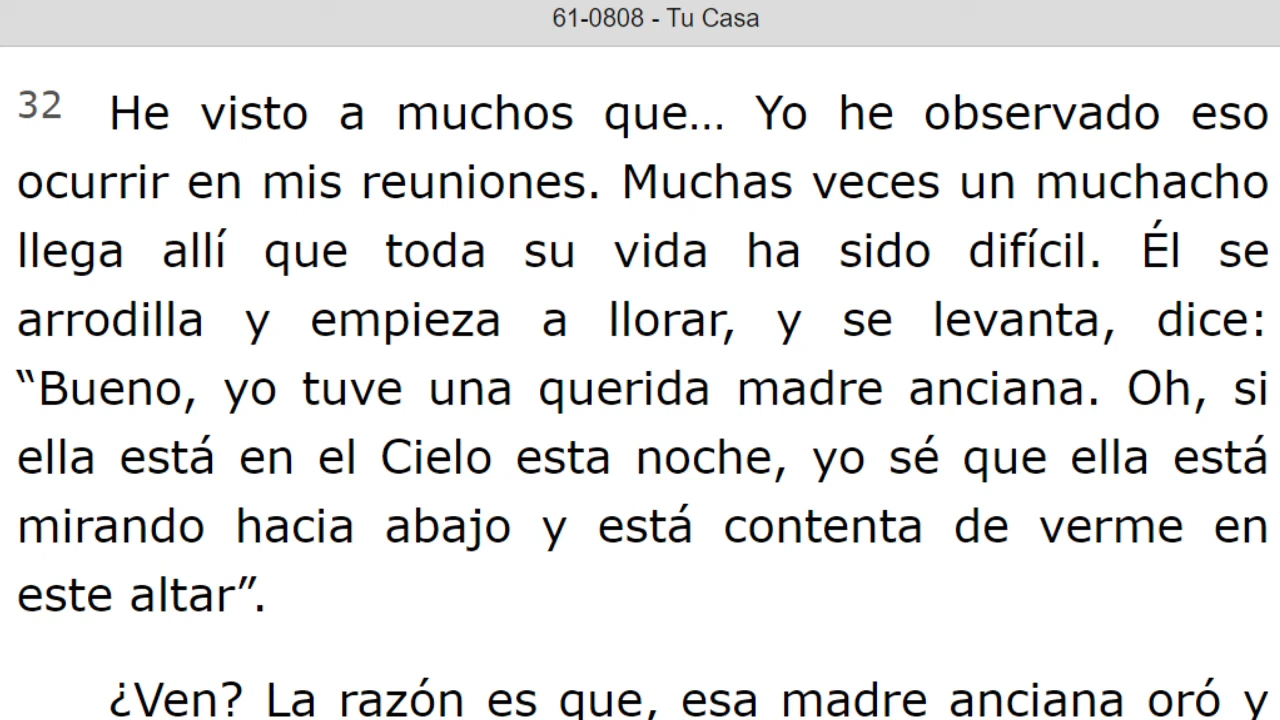 61-0808 - Tu Casa
32 He visto a muchos que… Yo he observado eso
ocurrir en mis reuniones. Muchas veces un muchacho
llega allí que toda su vida ha sido difícil. Él se
arrodilla y empieza a llorar, y se levanta, dice:
“Bueno, yo tuve una querida madre anciana. Oh, si
ella está en el Cielo esta noche, yo sé que ella está
mirando hacia abajo y está contenta de verme en
este altar”.
¿Ven? La razón es que, esa madre anciana oró y